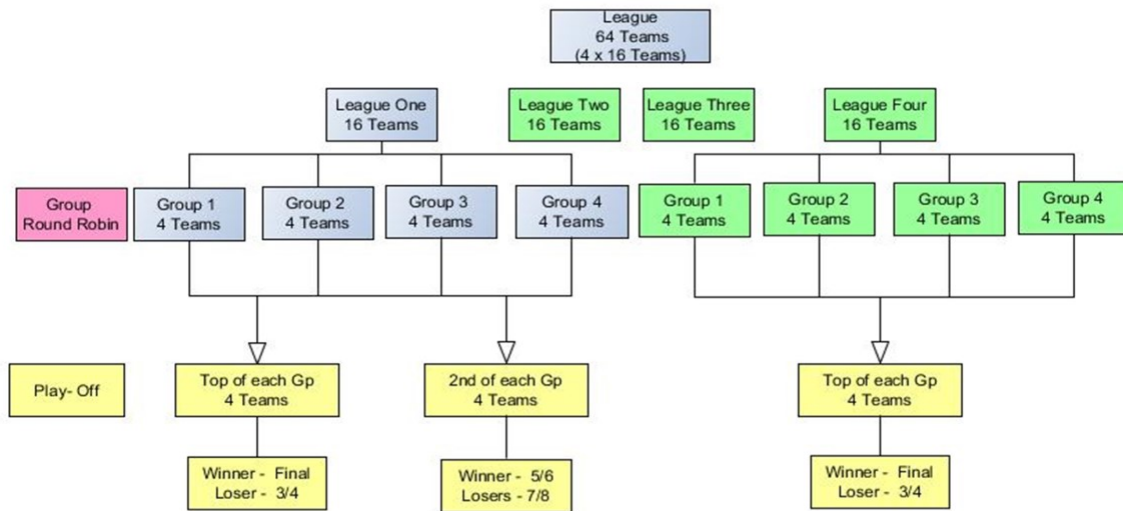 League
64 Teams
(4 x 16 Teams)
League One
16 Teams
League Two
16 Teams
League Three
16 Teams
League Four
16 Teams
Group
Round Robin
Group 1
4 Teams
Group 2
4 Teams
Group 3
4 Teams
Group 4
4 Teams
Group 1
4 Teams
Group 2
4 Teams
Group 3
4 Teams
Group 4
4 Teams
Play- Off
Top of each Gp
4 Teams
2nd of each Gp
4 Teams
Top of each Gp
4 Teams
Winner - Final
Loser - 3/4
Winner - 5/6
Losers - 7/8
Winner - Final
Loser - 3/4